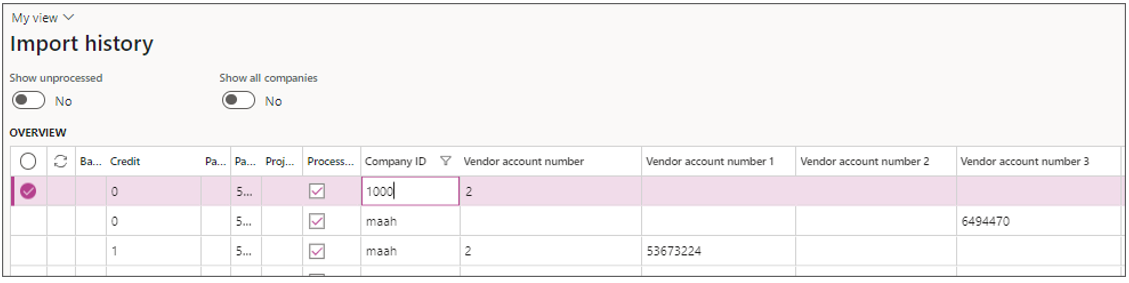 My view
Import history
Show unprocessed Show all companies
No No
OVERVIEW
Ba... Credit Pa... Pa... Proj... Process... Company ID Vendor account number Vendor account number 1 Vendor account number 2 Vendor account number 3
0 5... 1000 2
0 5... maah 6494470
1 5... maah 2 53673224